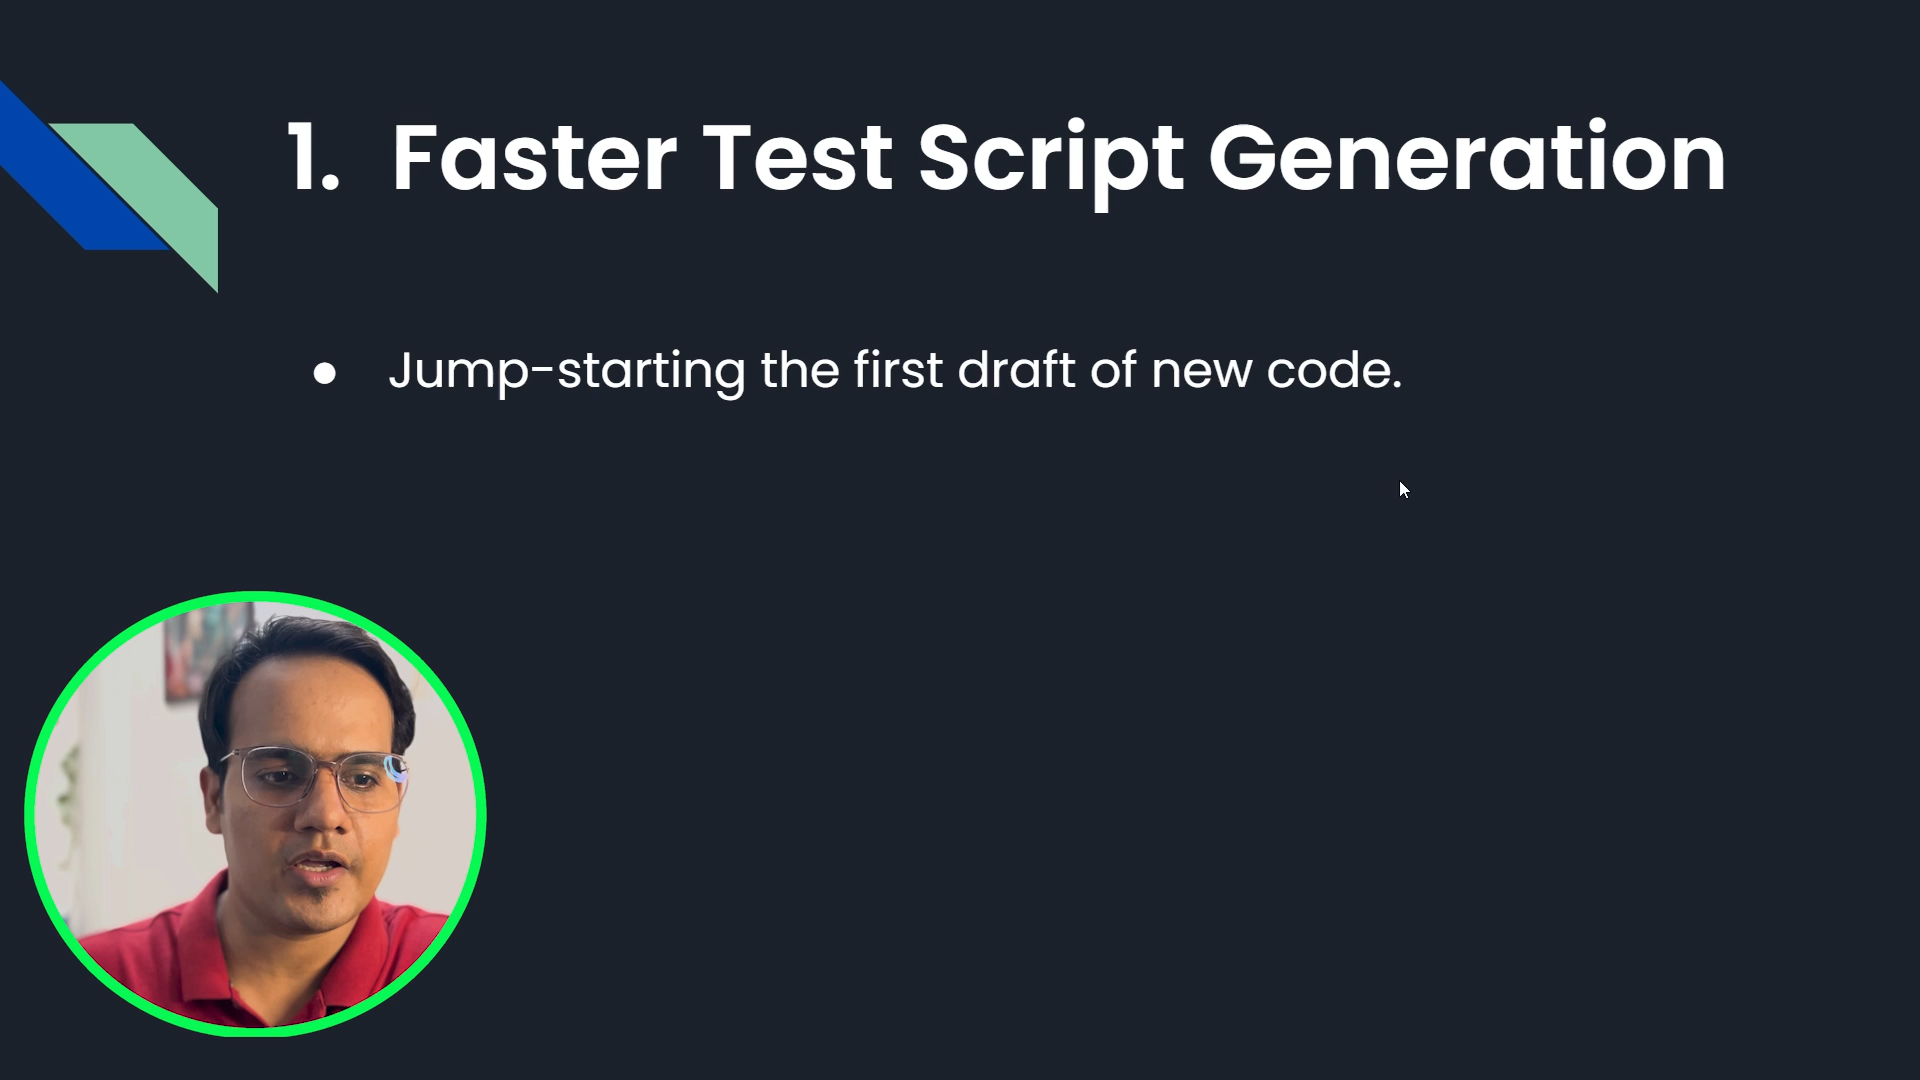 1. Faster Test Script Generation
● Jump-starting the first draft of new code.